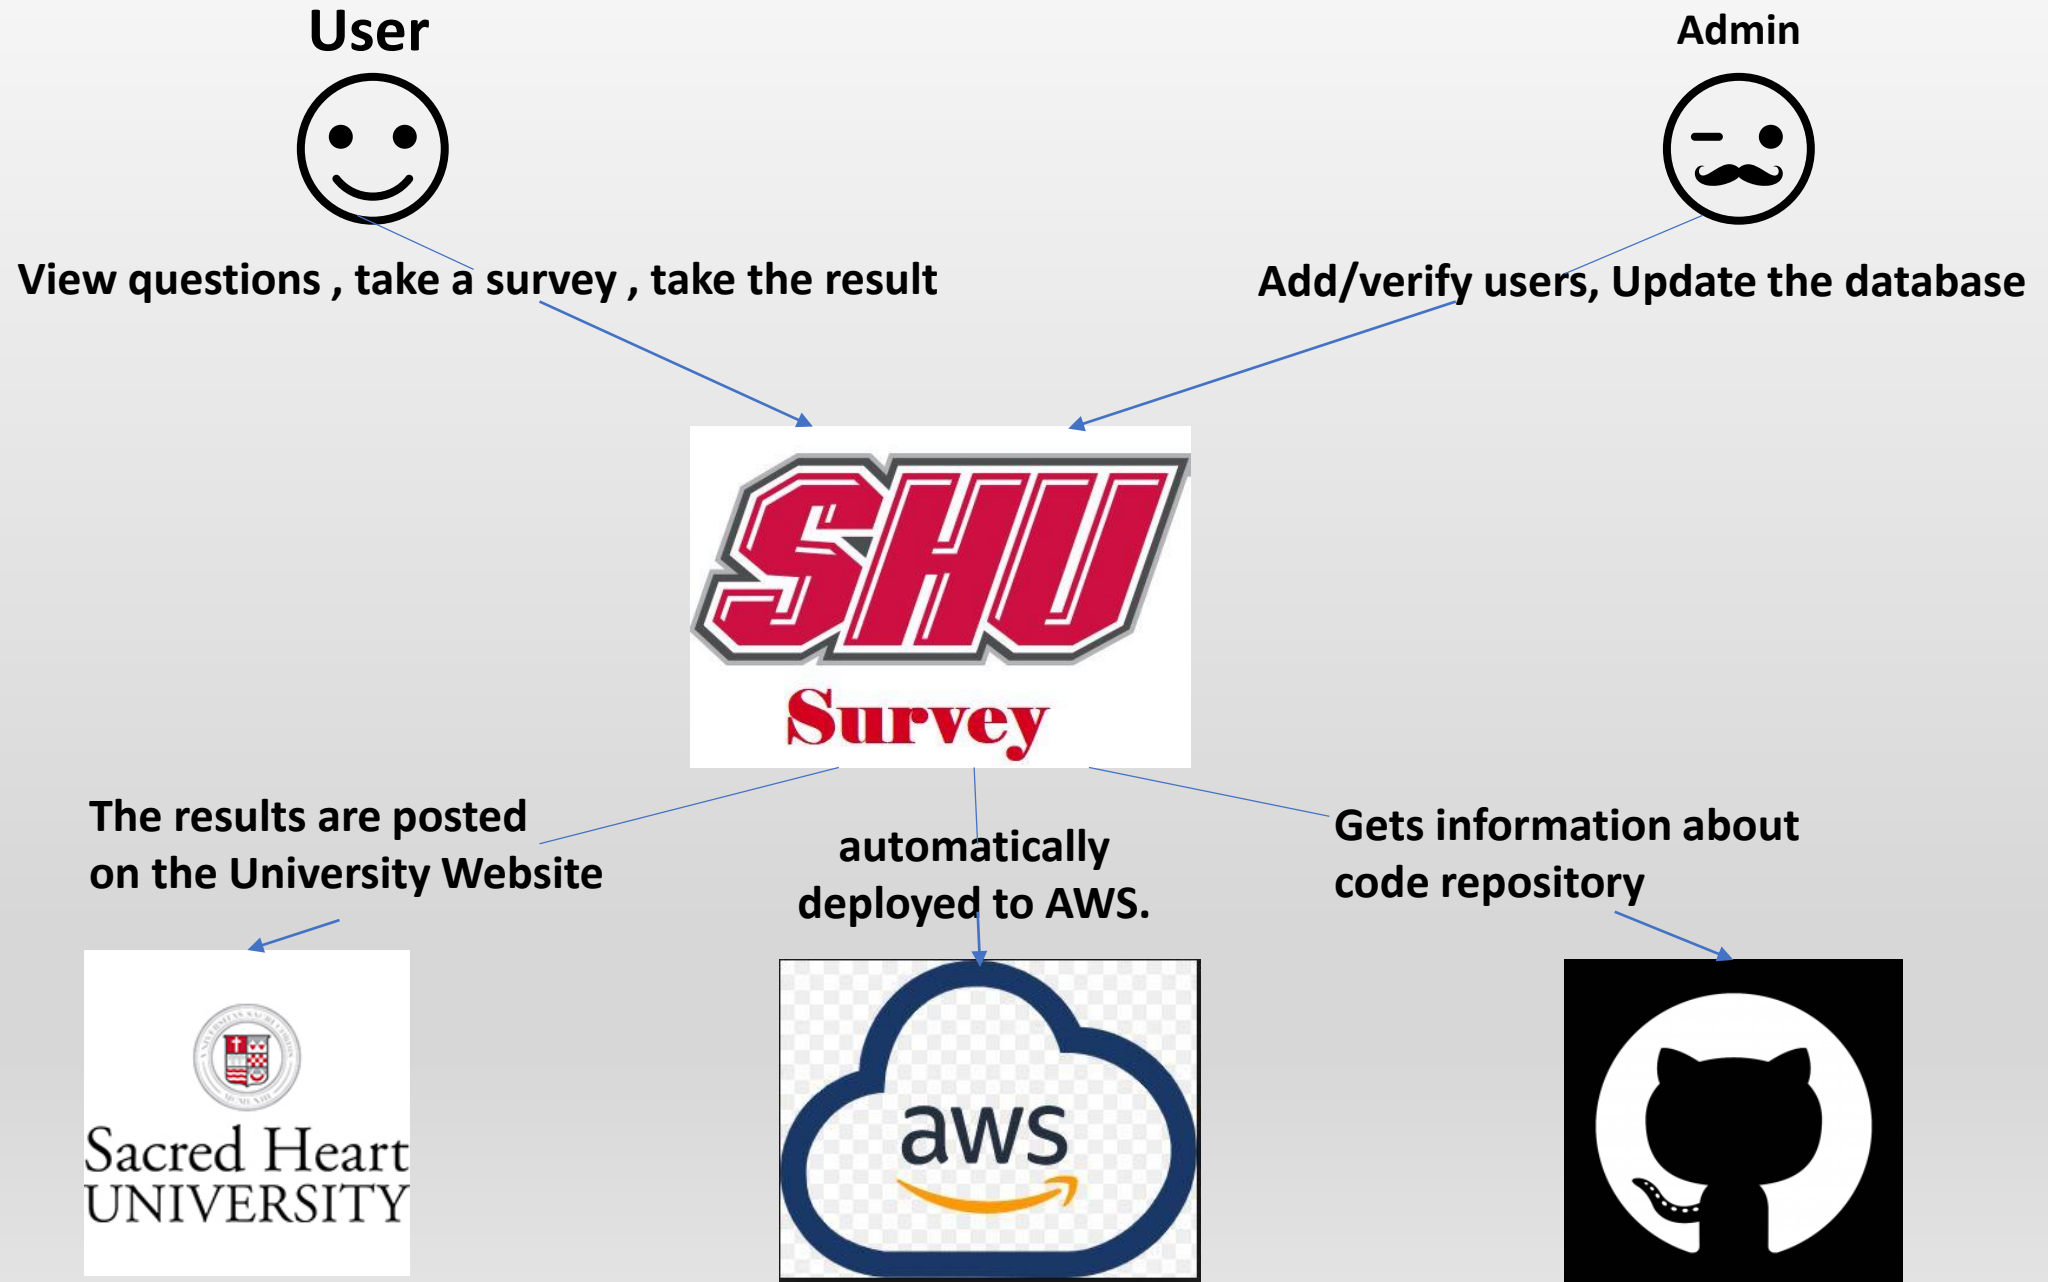 User
Admin
View questions , take a survey , take the result
Add/verify users, Update the database
SHU
Survey
The results are posted
on the University Website
automatically
deployed to AWS.
Gets information about
code repository
Sacred Heart
UNIVERSITY
aws